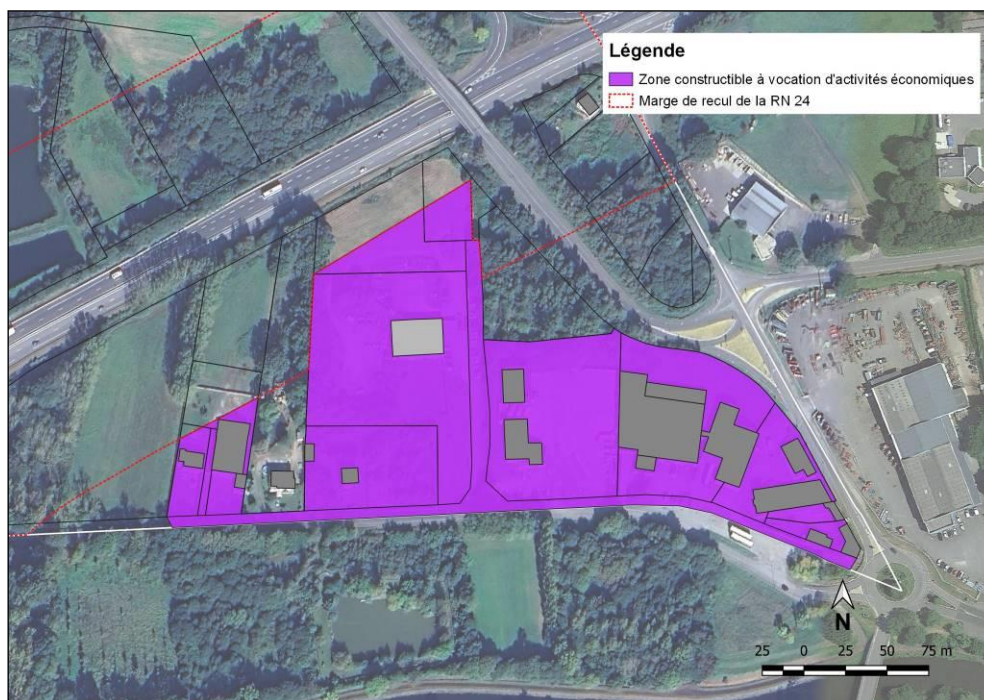 Légende
Zone constructible à vocation d'activités économiques
Marge de recul de la RN 24
N
25 0 25 50 75 m